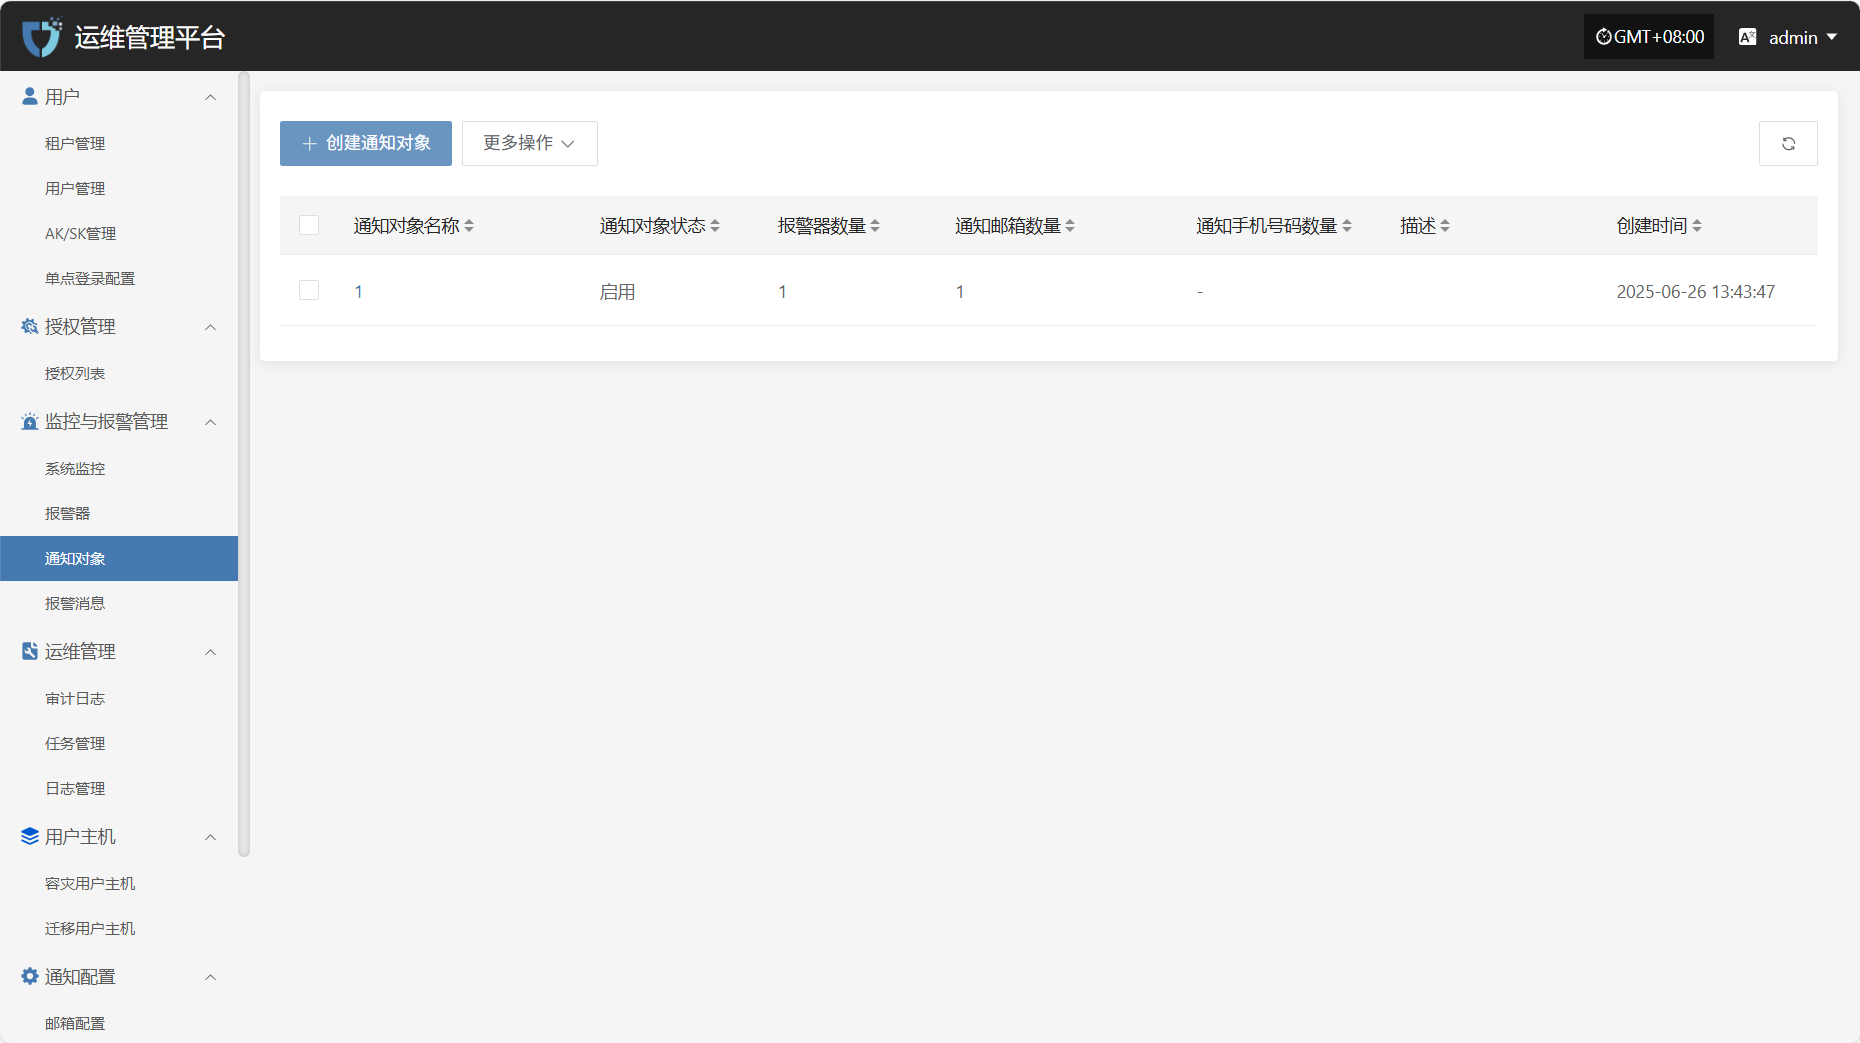 运维管理平台
GMT+08:00
admin
用户
租户管理
用户管理
AK/SK管理
单点登录配置
授权管理
授权列表
监控与报警管理
系统监控
报警器
通知对象
报警消息
运维管理
审计日志
任务管理
日志管理
用户主机
容灾用户主机
迁移用户主机
通知配置
邮箱配置
创建通知对象 更多操作
通知对象名称 通知对象状态 报警器数量 通知邮箱数量 通知手机号码数量 描述 创建时间
1 启用 1 1 - 2025-06-26 13:43:47